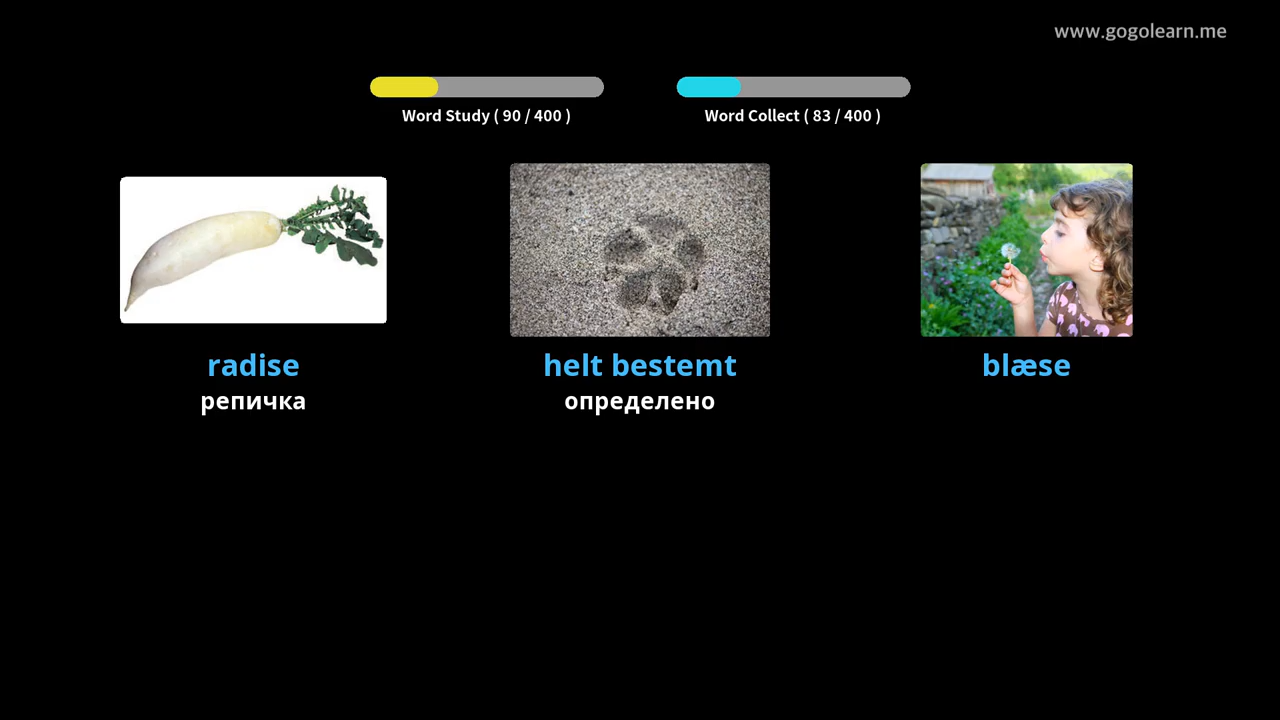 www.gogolearn.me
Word Study ( 90 / 400 )
Word Collect ( 83 / 400 )
radise
helt bestemt
blæse
репичка
определено